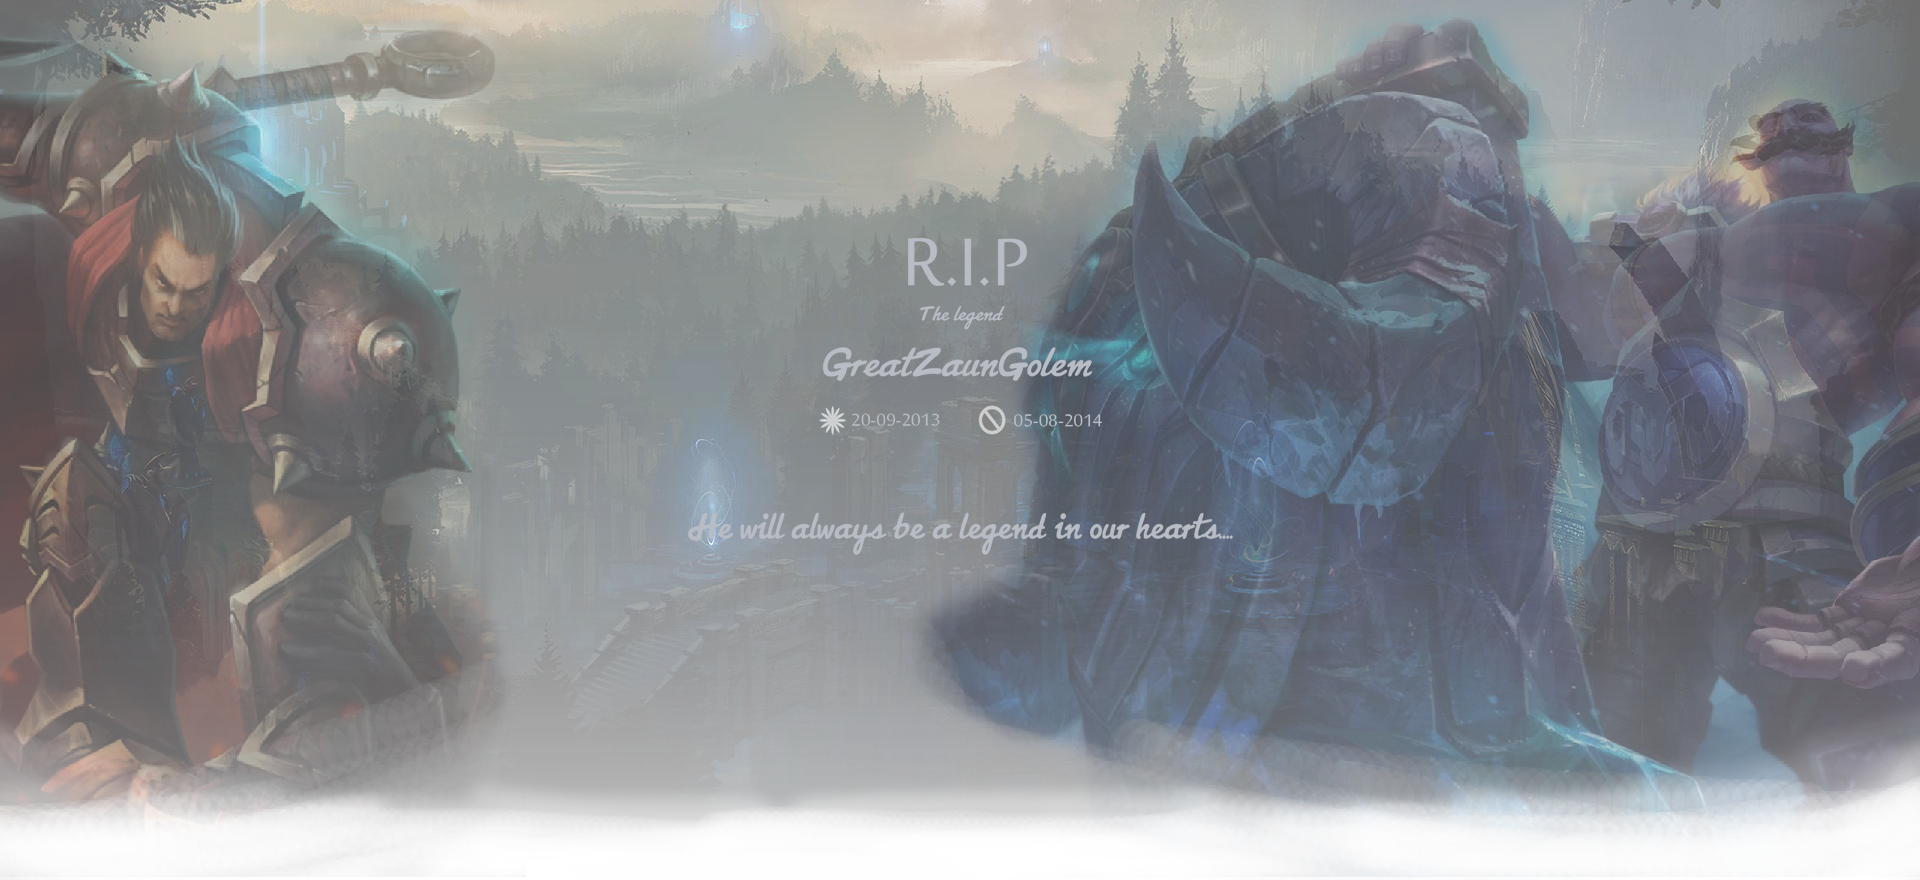 R.I.P
The legend
GreatZaunGolem
20-09-2013 05-08-2014
He will always be a legend in our hearts...